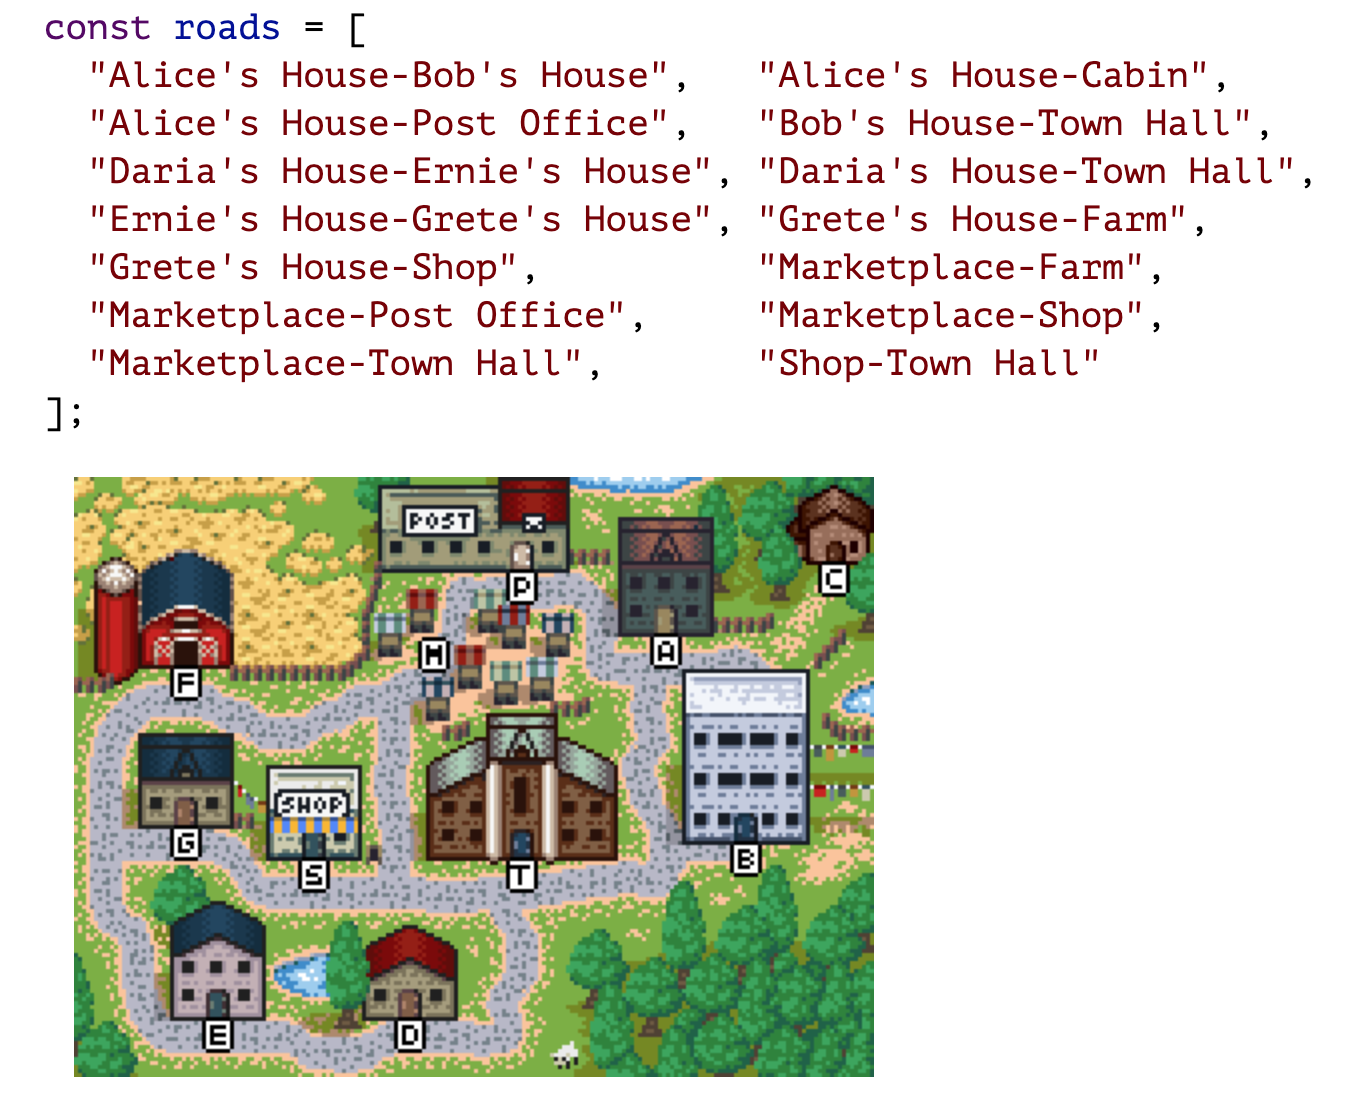 const roads = [
"Alice's House-Bob's House",   "Alice's House-Cabin",
"Alice's House-Post Office",   "Bob's House-Town Hall",
"Daria's House-Ernie's House", "Daria's House-Town Hall",
"Ernie's House-Grete's House", "Grete's House-Farm",
"Grete's House-Shop",          "Marketplace-Farm",
"Marketplace-Post Office",     "Marketplace-Shop",
"Marketplace-Town Hall",       "Shop-Town Hall"
];
POST
P
C
M
A
F
SHOP
G
S
T
B
E
D